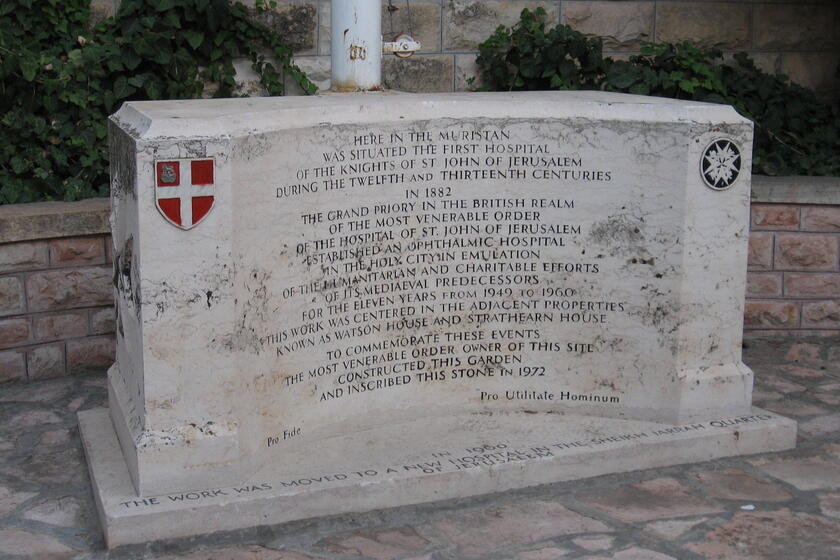 HERE IN THE MURISTAN
WAS SITUATED THE FIRST HOSPITAL
OF THE KNIGHTS OF ST JOHN OF JERUSALEM
DURING THE TWELFTH AND THIRTEENTH CENTURIES
IN 1882
THE GRAND PRIORY IN THE BRITISH REALM
OF THE MOST VENERABLE ORDER
OF THE HOSPITAL OF ST. JOHN OF JERUSALEM
ESTABLISHED AN OPHTHALMIC HOSPITAL
IN THE HOLY CITY IN EMULATION
OF THE HUMANITARIAN AND CHARITABLE EFFORTS
OF ITS MEDIAEVAL PREDECESSORS
FOR THE ELEVEN YEARS FROM 1949 TO 1960
THIS WORK WAS CENTERED IN THE ADJACENT PROPERTIES
KNOWN AS WATSON HOUSE AND STRATHEARN HOUSE
TO COMMEMORATE THESE EVENTS
THE MOST VENERABLE ORDER OWNER OF THIS SITE
CONSTRUCTED THIS GARDEN
AND INSCRIBED THIS STONE IN 1972
Pro Fide
Pro Utilitate Hominum
IN 1960
THE WORK WAS MOVED TO A NEW HOSPITAL IN THE SHEIKH JARRAH QUARTER
OF JERUSALEM